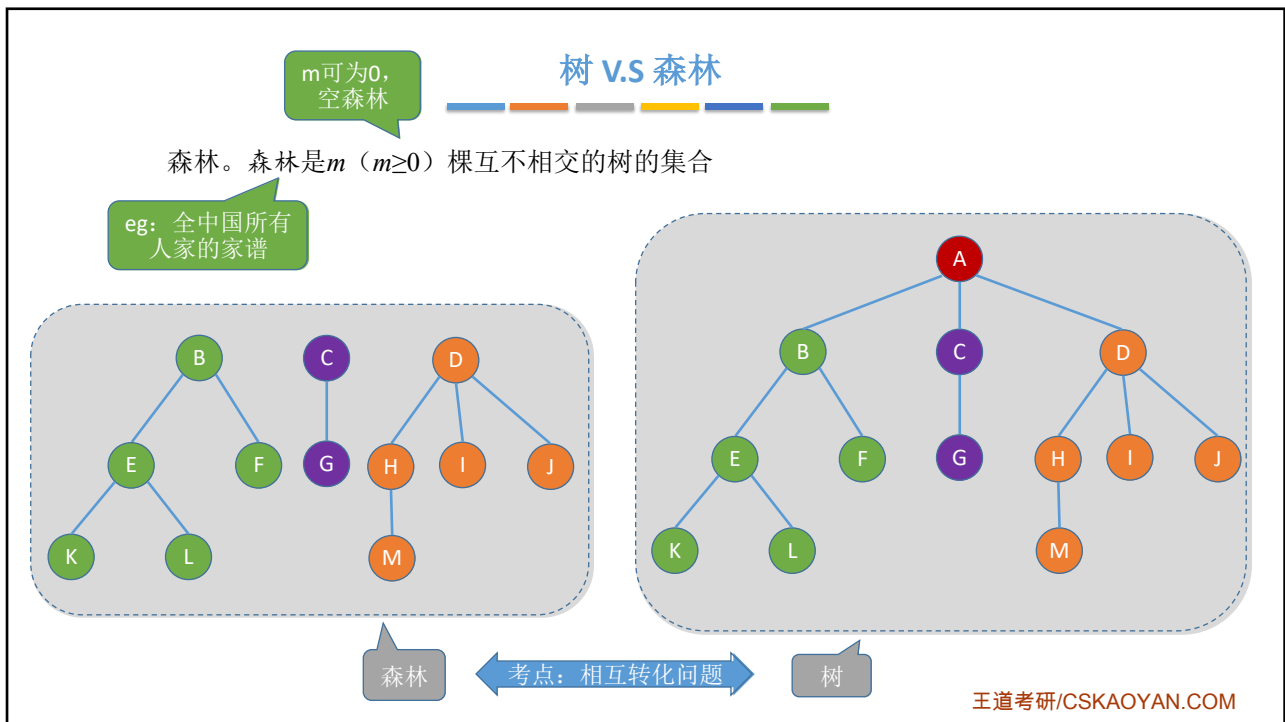 树 V.S 森林
m可为0，
空森林
森林。森林是m（m≥0）棵互不相交的树的集合
eg：全中国所有
人家的家谱
B
C
D
E
F
G
H
I
J
K
L
M
A
B
C
D
E
F
G
H
I
J
K
L
M
森林
考点：相互转化问题
树
王道考研/CSKAOYAN.COM